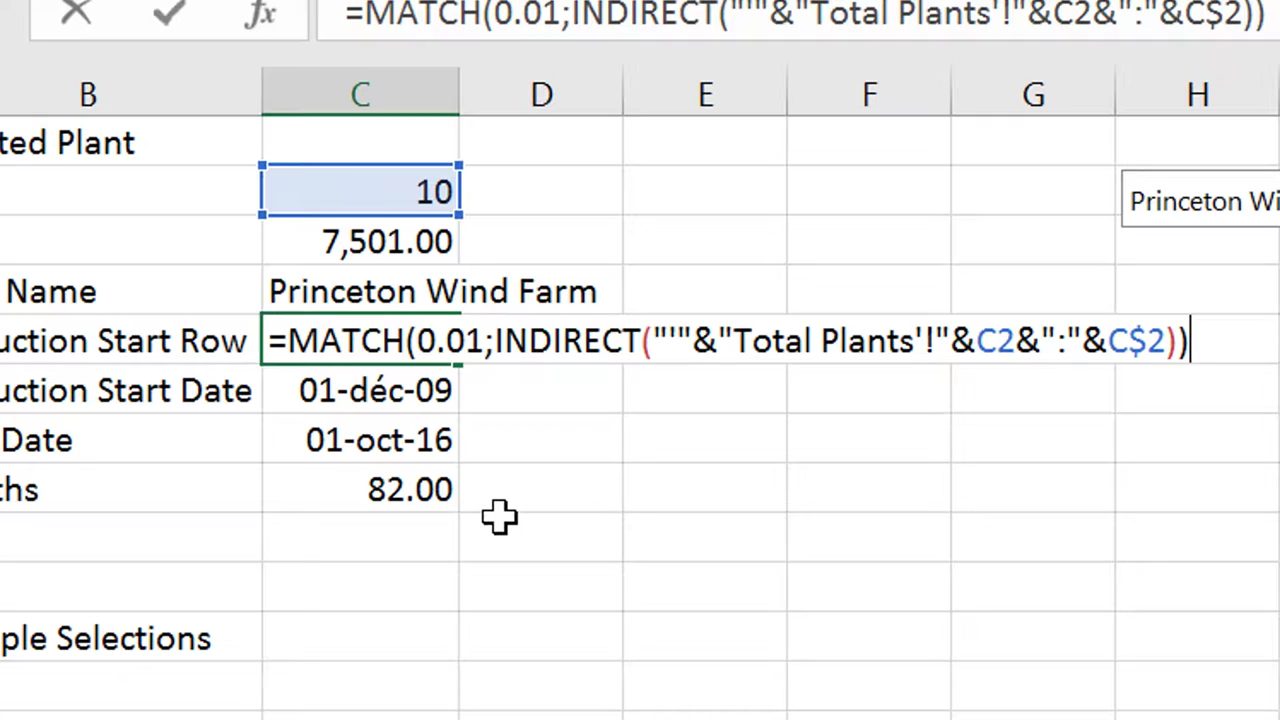 fx =MATCH(0.01;INDIRECT("'"&"Total Plants'!"&C2&":"&C$2))
B C D E F G H
ted Plant
10
Princeton Wi
7,501.00
Name Princeton Wind Farm
uction Start Row =MATCH(0.01;INDIRECT("'"&"Total Plants'!"&C2&":"&C$2))
uction Start Date 01-déc-09
Date 01-oct-16
ths 82.00
ple Selections